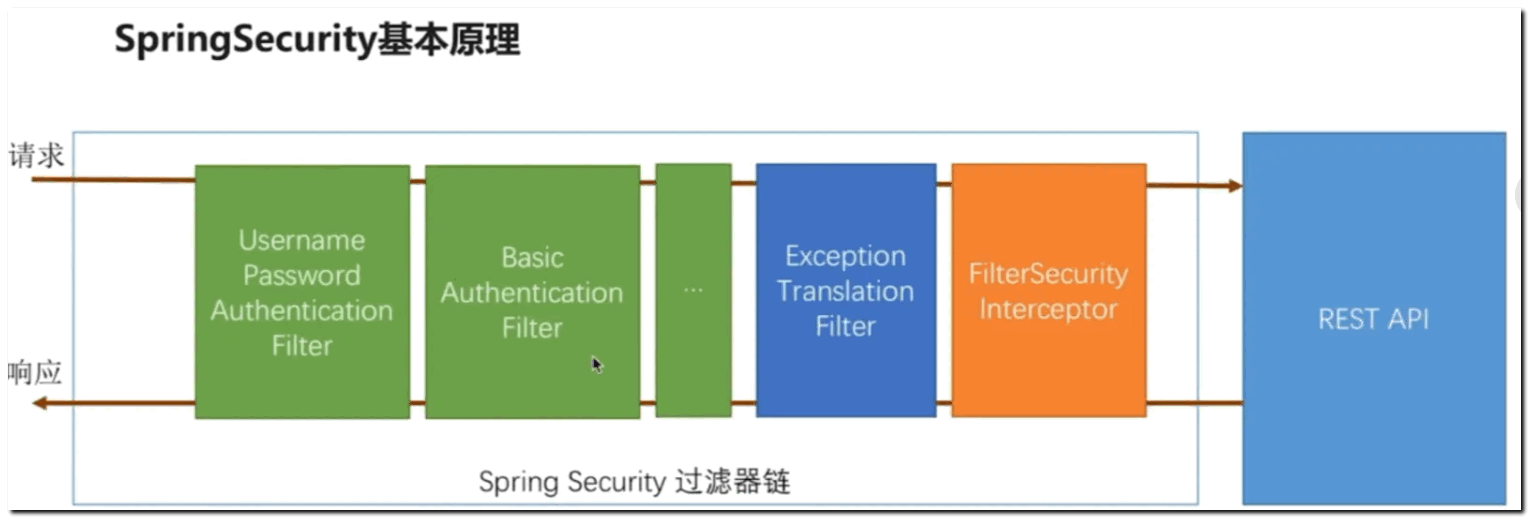 SpringSecurity基本原理
请求
响应
Username
Password
Authentication
Filter
Basic
Authentication
Filter
...
Exception
Translation
Filter
FilterSecurity
Interceptor
REST API
Spring Security 过滤器链